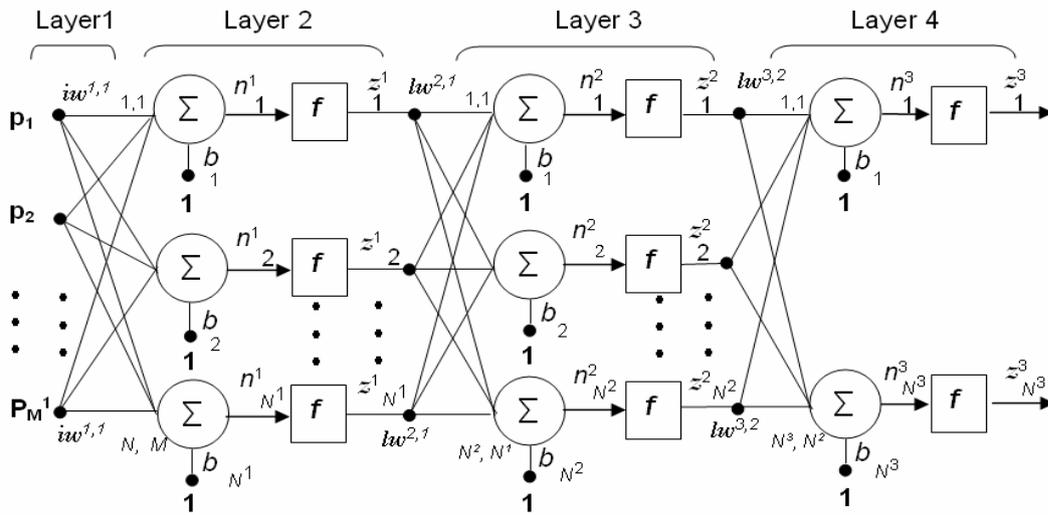 Layer1 Layer 2 Layer 3 Layer 4
p₁ iw¹,¹ 1,1 Σ n¹ 1 f z¹ 1 lw²,¹ 1,1 Σ n² 1 f z² 1 lw³,² 1,1 Σ n³ 1 f z³ 1
b 1 b 1 b 1
1 1 1
p₂ Σ n¹ 2 f z¹ 2 Σ n² 2 f z² 2
b 2 b 2
1 1
P_M¹ iw¹,¹ N, M Σ n¹ N¹ f z¹ N¹ lw²,¹ N², N¹ Σ n² N² f z² N² lw³,² N³, N² Σ n³ N³ f z³ N³
b N¹ b N² b N³
1 1 1